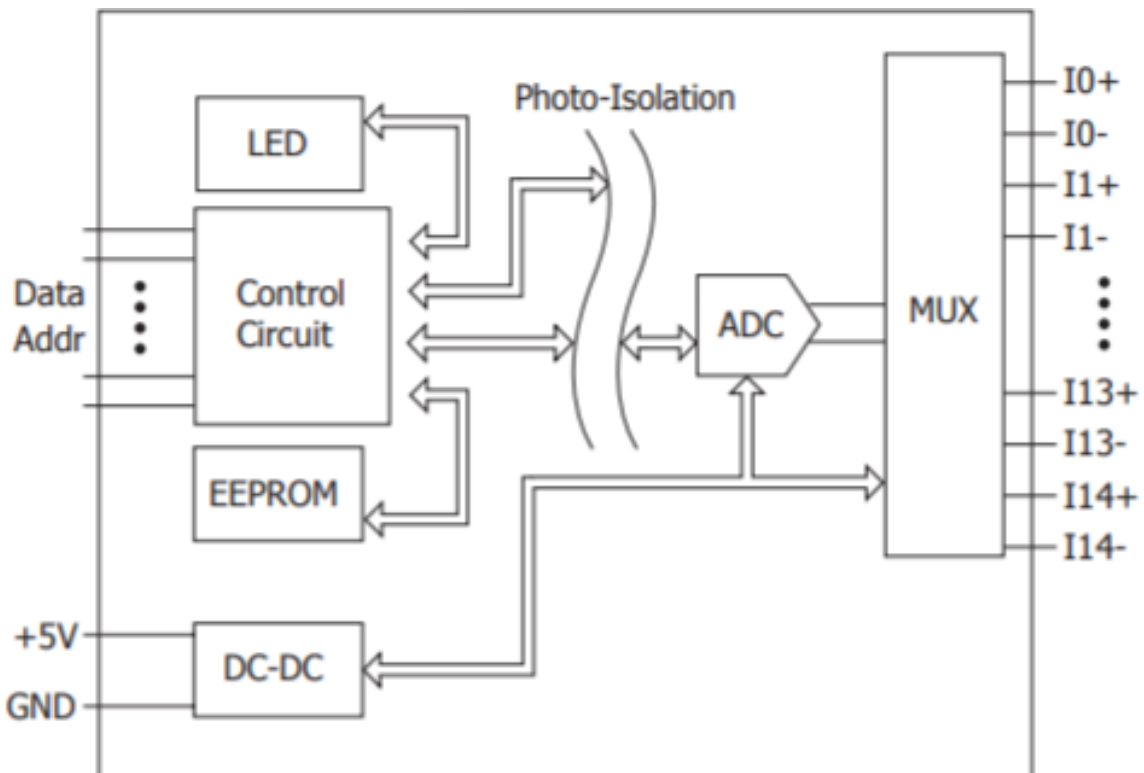 Photo-Isolation
LED
Control
Circuit
Data
Addr
EEPROM
+5V
GND
DC-DC
ADC
MUX
I0+
I0-
I1+
I1-
I13+
I13-
I14+
I14-